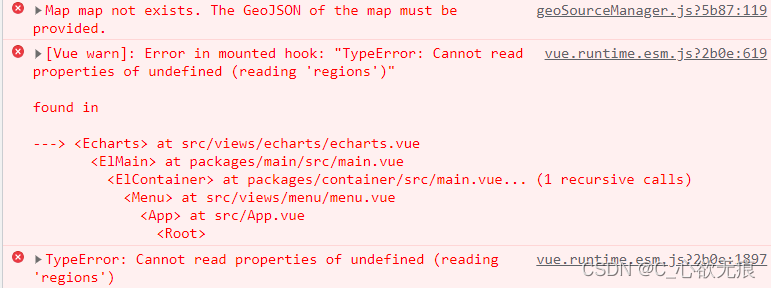 Map map not exists. The GeoJSON of the map must be geoSourceManager.js?5b87:119
provided.
[Vue warn]: Error in mounted hook: "TypeError: Cannot read vue.runtime.esm.js?2b0e:619
properties of undefined (reading 'regions')"
found in
---> <Echarts> at src/views/echarts/echarts.vue
<ElMain> at packages/main/src/main.vue
<ElContainer> at packages/container/src/main.vue... (1 recursive calls)
<Menu> at src/views/menu/menu.vue
<App> at src/App.vue
<Root>
TypeError: Cannot read properties of undefined (reading vue.runtime.esm.js?2b0e:1897
'regions')
CSDN @C_心欲无痕